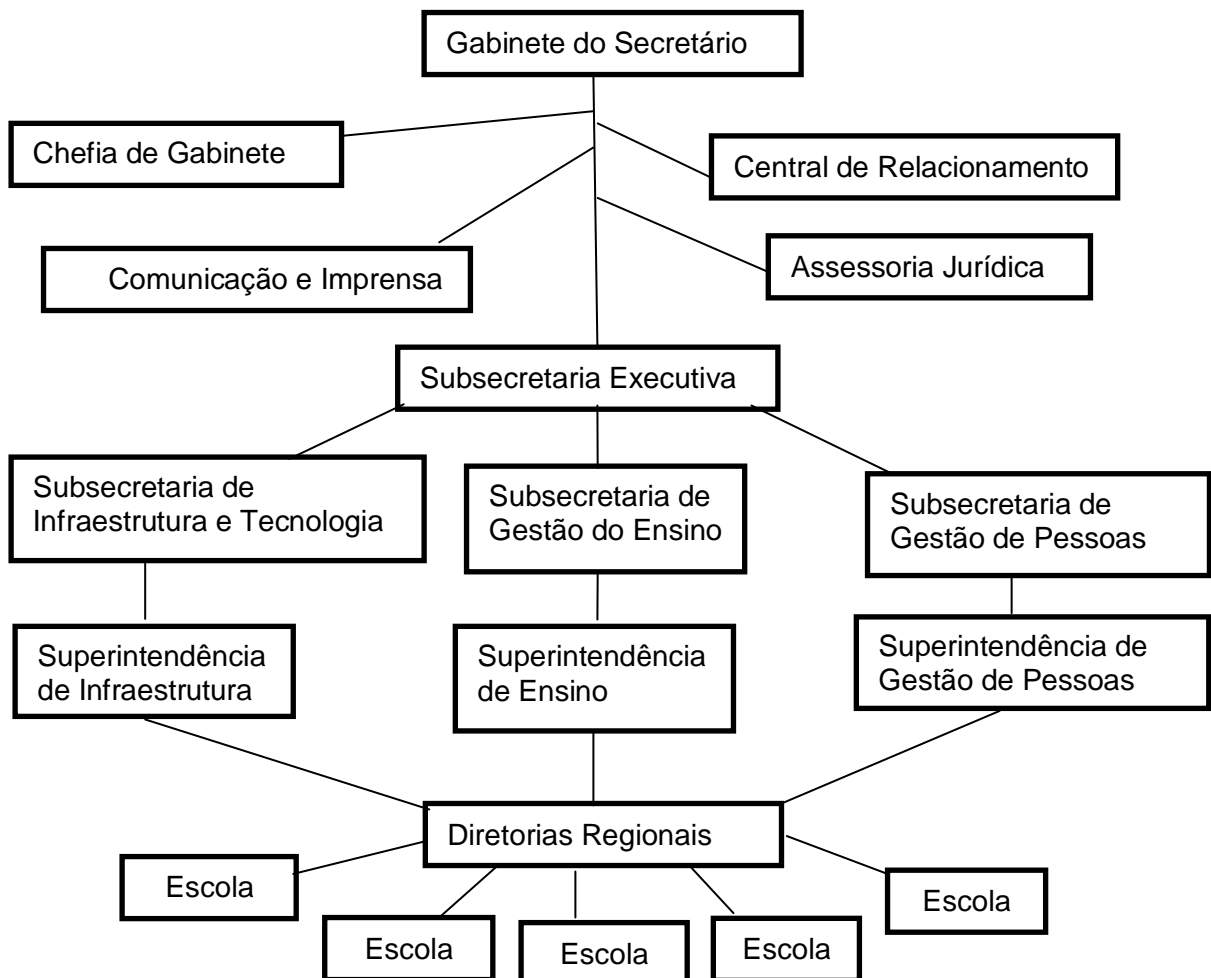 Gabinete do Secretário
Chefia de Gabinete
Central de Relacionamento
Comunicação e Imprensa
Assessoria Jurídica
Subsecretaria Executiva
Subsecretaria de
Infraestrutura e Tecnologia
Subsecretaria de
Gestão do Ensino
Subsecretaria de
Gestão de Pessoas
Superintendência
de Infraestrutura
Superintendência
de Ensino
Superintendência de
Gestão de Pessoas
Diretorias Regionais
Escola
Escola
Escola
Escola
Escola